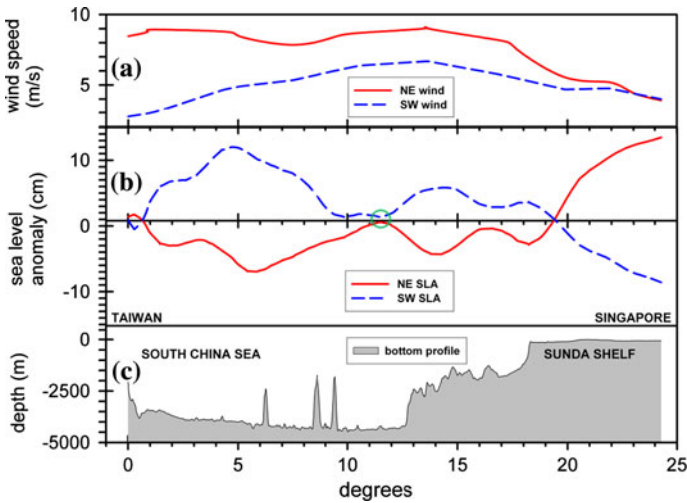 wind speed
(m/s)
10
5
(a)
NE wind
SW wind
sea level
anomaly (cm)
10
0
-10
(b)
NE SLA
SW SLA
TAIWAN
SINGAPORE
depth (m)
0
-2500
-5000
(c)
SOUTH CHINA SEA
bottom profile
SUNDA SHELF
0
5
10
15
20
25
degrees